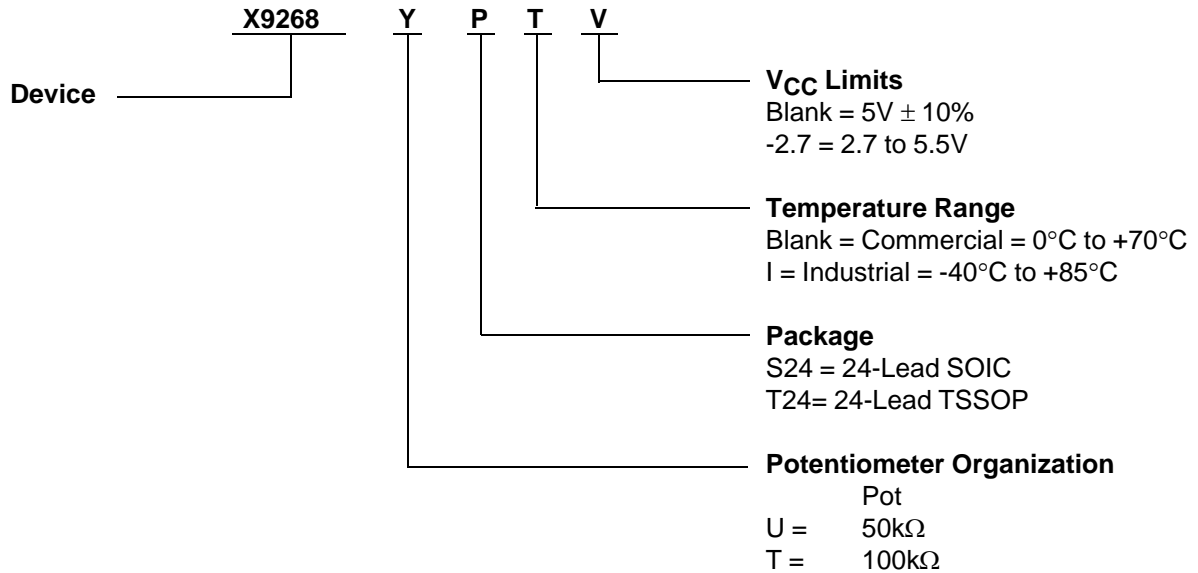 X9268 Y P T V
Device
VCC Limits
Blank = 5V ± 10%
-2.7 = 2.7 to 5.5V
Temperature Range
Blank = Commercial = 0°C to +70°C
I = Industrial = -40°C to +85°C
Package
S24 = 24-Lead SOIC
T24= 24-Lead TSSOP
Potentiometer Organization
Pot
U = 50kΩ
T = 100kΩ